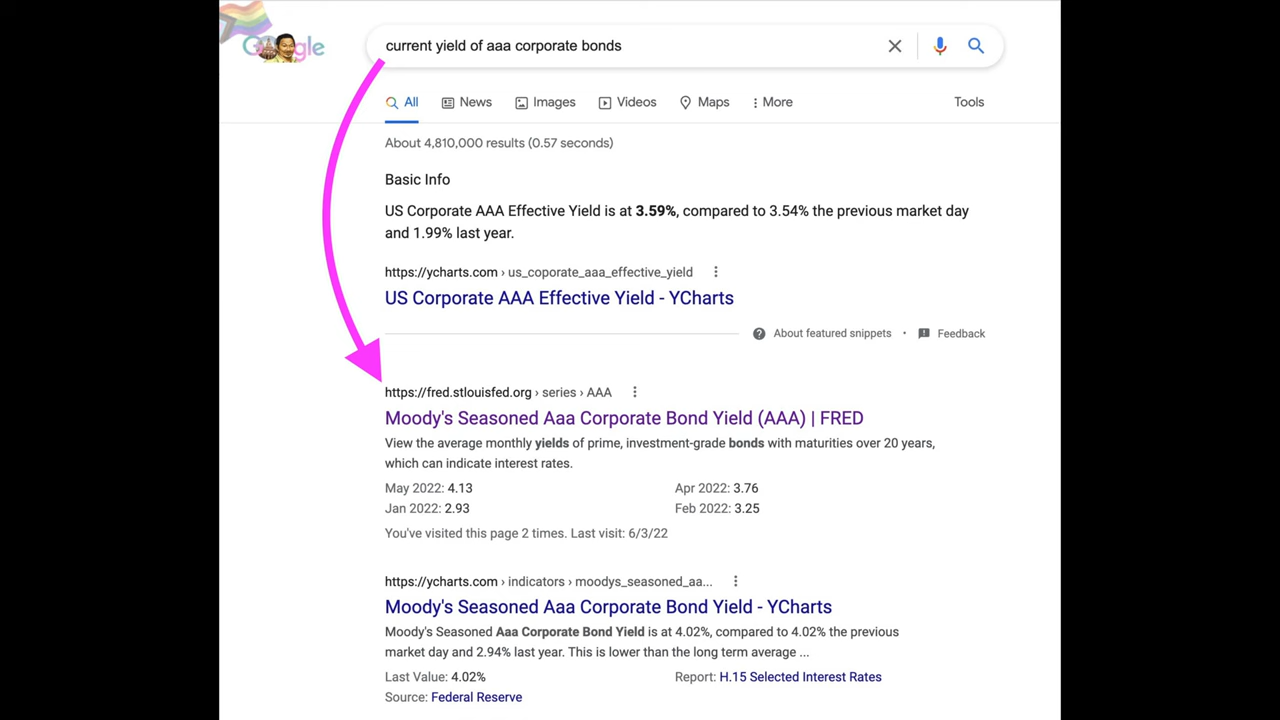 Google
current yield of aaa corporate bonds
All
News
Images
Videos
Maps
More
Tools
About 4,810,000 results (0.57 seconds)
Basic Info
US Corporate AAA Effective Yield is at 3.59%, compared to 3.54% the previous market day
and 1.99% last year.
https://ycharts.com › us_coporate_aaa_effective_yield
US Corporate AAA Effective Yield - YCharts
About featured snippets • Feedback
https://fred.stlouisfed.org › series › AAA
Moody's Seasoned Aaa Corporate Bond Yield (AAA) | FRED
View the average monthly yields of prime, investment-grade bonds with maturities over 20 years,
which can indicate interest rates.
May 2022: 4.13 Apr 2022: 3.76
Jan 2022: 2.93 Feb 2022: 3.25
You've visited this page 2 times. Last visit: 6/3/22
https://ycharts.com › indicators › moodys_seasoned_aa...
Moody's Seasoned Aaa Corporate Bond Yield - YCharts
Moody's Seasoned Aaa Corporate Bond Yield is at 4.02%, compared to 4.02% the previous
market day and 2.94% last year. This is lower than the long term average ...
Last Value: 4.02% Report: H.15 Selected Interest Rates
Source: Federal Reserve